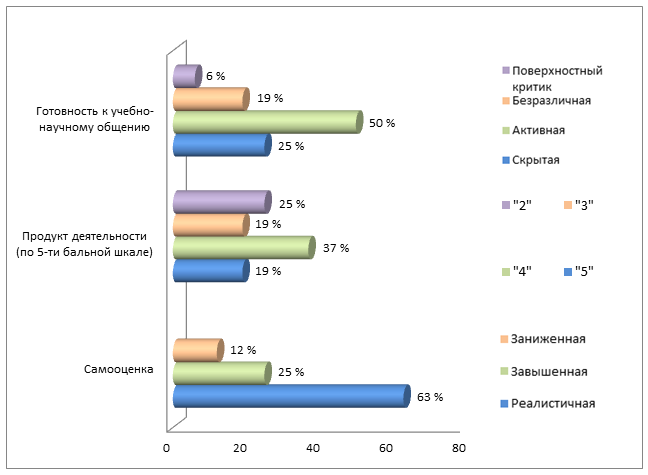 6 %
19 %
50 %
25 %
Готовность к учебно-
научному общению
25 %
19 %
37 %
19 %
Продукт деятельности
(по 5-ти бальной шкале)
12 %
25 %
63 %
Самооценка
0 20 40 60 80
Поверхностный
критик
Безразличная
Активная
Скрытая
"2" "3"
"4" "5"
Заниженная
Завышенная
Реалистичная